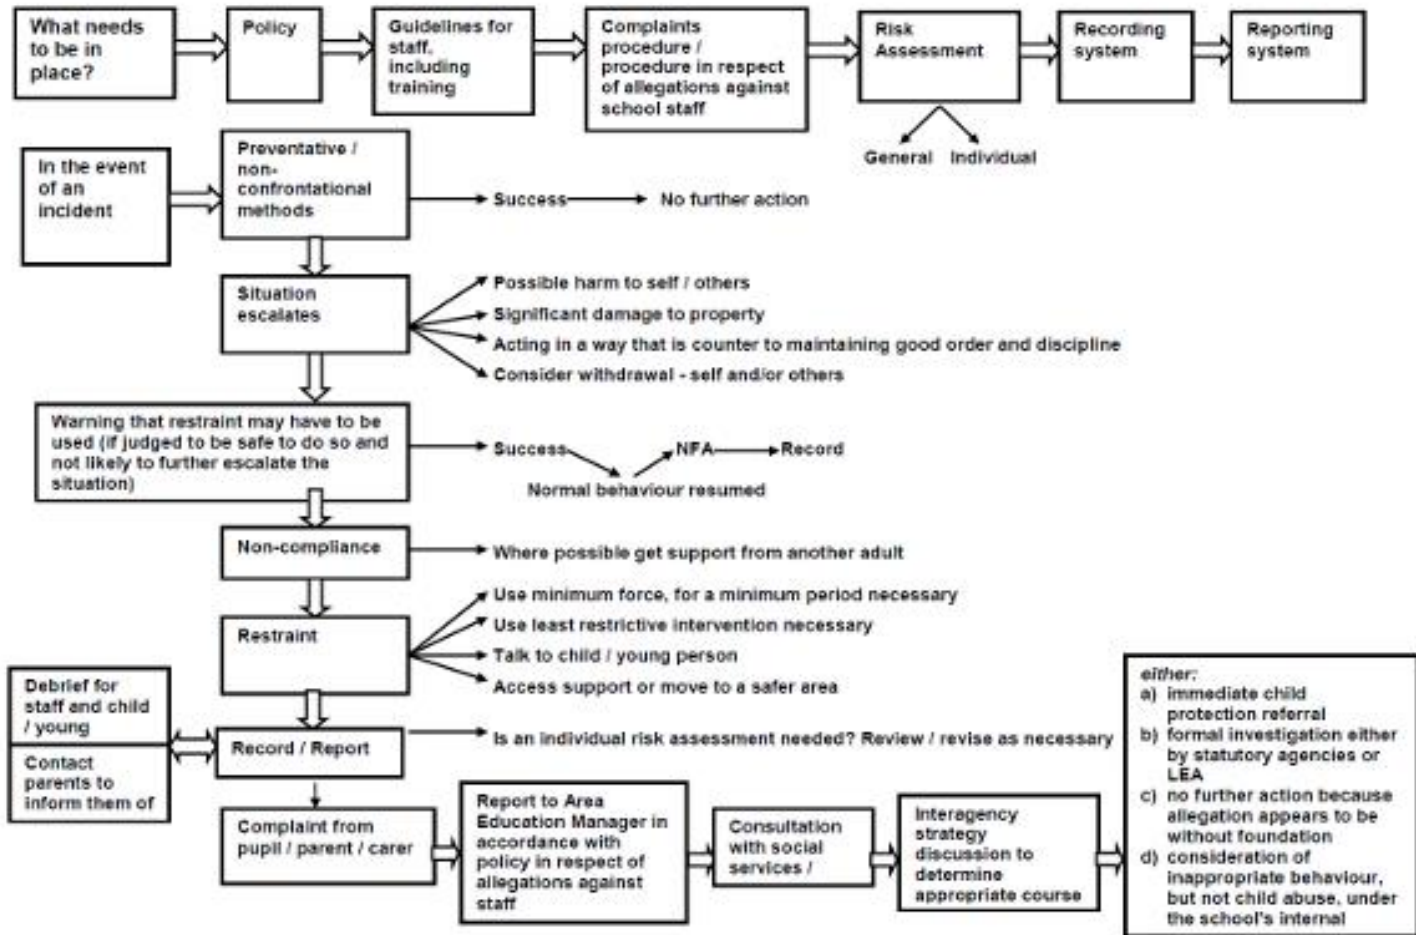 What needs
to be in
place?
Policy
Guidelines for
staff,
including
training
Complaints
procedure /
procedure in respect
of allegations against
school staff
Risk
Assessment
Recording
system
Reporting
system
General Individual
In the event
of an
incident
Preventative /
non-
confrontational
methods
Success
No further action
Situation
escalates
Possible harm to self / others
Significant damage to property
Acting in a way that is counter to maintaining good order and discipline
Consider withdrawal - self and/or others
Warning that restraint may have to be
used (if judged to be safe to do so and
not likely to further escalate the
situation)
Success
NFA
Record
Normal behaviour resumed
Non-compliance
Where possible get support from another adult
Restraint
Use minimum force, for a minimum period necessary
Use least restrictive intervention necessary
Talk to child / young person
Access support or move to a safer area
Debrief for
staff and child
/ young
Contact
parents to
inform them of
Record / Report
Is an individual risk assessment needed? Review / revise as necessary
Complaint from
pupil / parent / carer
Report to Area
Education Manager in
accordance with
policy in respect of
allegations against
staff
Consultation
with social
services /
Interagency
strategy
discussion to
determine
appropriate course
either:
a) immediate child
protection referral
b) formal investigation either
by statutory agencies or
LEA
c) no further action because
allegation appears to be
without foundation
d) consideration of
inappropriate behaviour,
but not child abuse, under
the school's internal